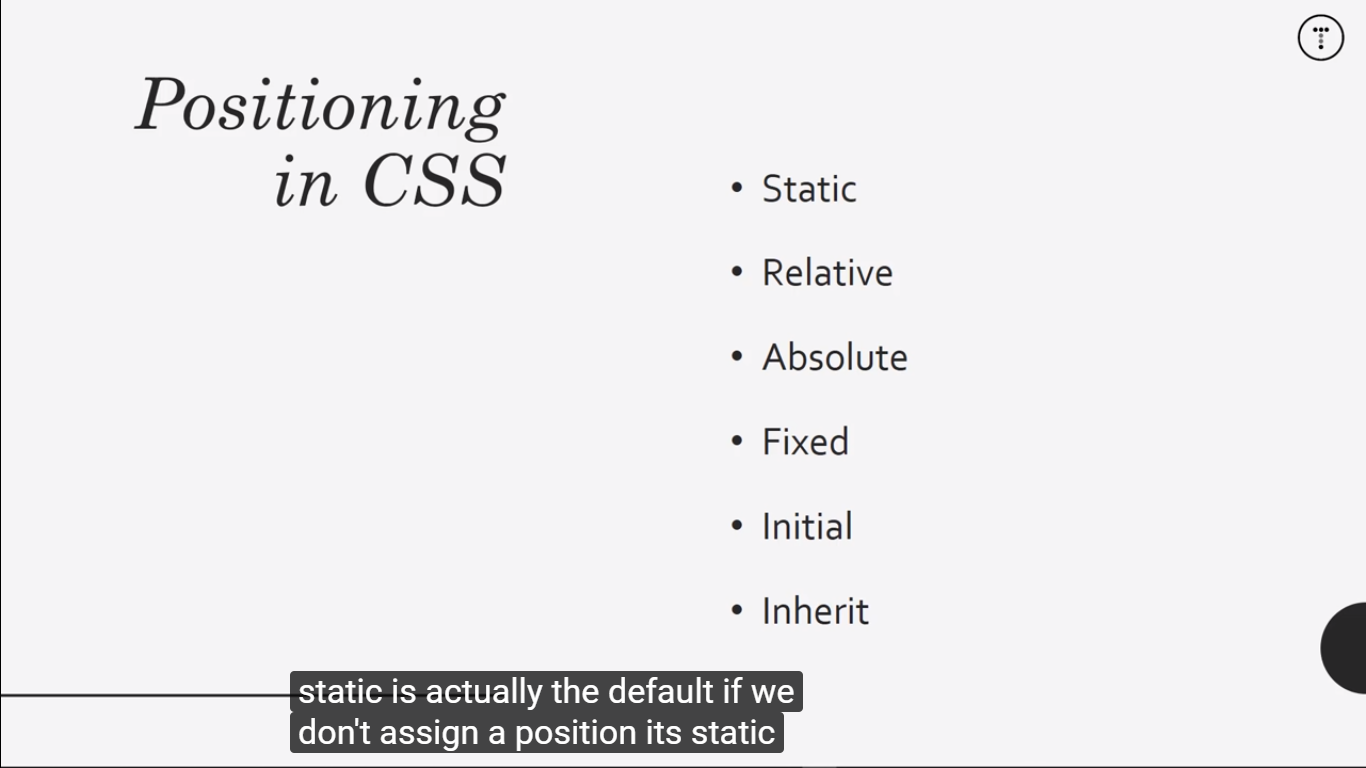 Positioning
in CSS
• Static
• Relative
• Absolute
• Fixed
• Initial
• Inherit
static is actually the default if we
don't assign a position its static